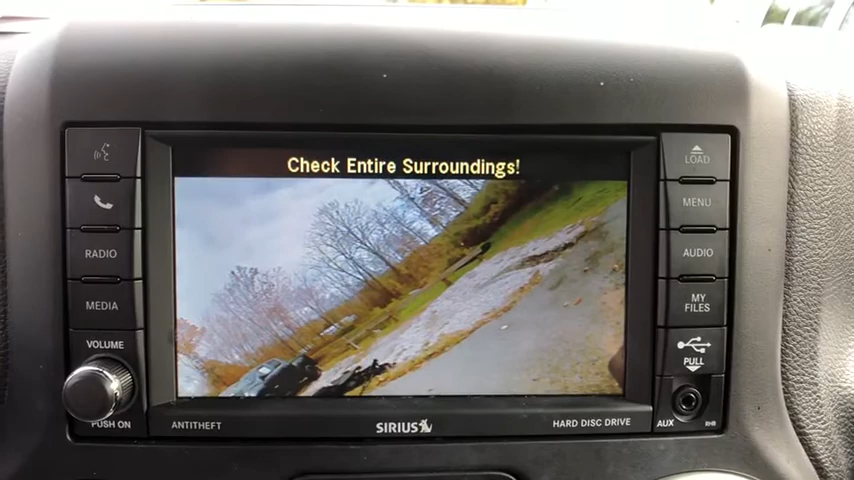 Check Entire Surroundings!
LOAD
MENU
RADIO
AUDIO
MEDIA
MY
FILES
VOLUME
PULL
PUSH ON
ANTITHEFT
SIRIUS
HARD DISC DRIVE
AUX
RHB